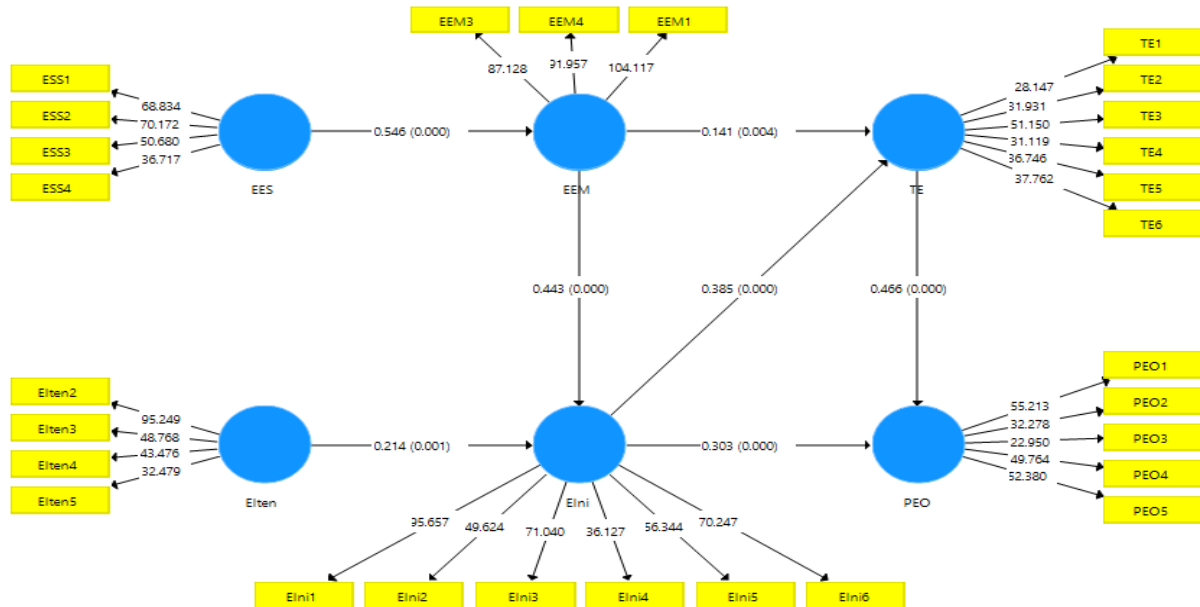 EEM3
EEM4
EEM1
87.128
91.957
104.117
ESS1
ESS2
ESS3
ESS4
68.834
70.172
50.680
36.717
EES
0.546 (0.000)
EEM
0.141 (0.004)
TE
28.147
31.931
51.150
31.119
36.746
37.762
TE1
TE2
TE3
TE4
TE5
TE6
0.443 (0.000)
0.385 (0.000)
0.466 (0.000)
EIten2
EIten3
EIten4
EIten5
95.249
48.768
43.476
32.479
EIten
0.214 (0.001)
EIni
0.303 (0.000)
PEO
55.213
32.278
22.950
49.764
52.380
PEO1
PEO2
PEO3
PEO4
PEO5
95.657
49.624
71.040
36.127
56.344
70.247
EIni1
EIni2
EIni3
EIni4
EIni5
EIni6